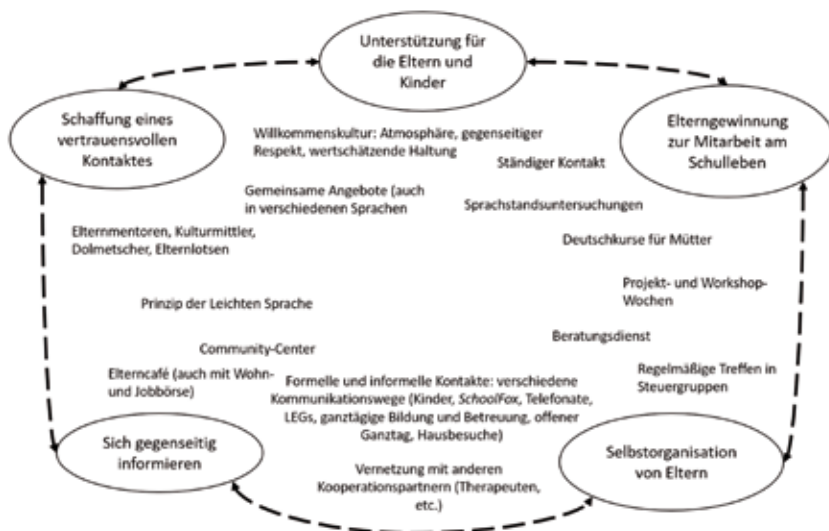 Unterstützung für
die Eltern und
Kinder
Schaffung eines
vertrauensvollen
Kontaktes
Elterngewinnung
zur Mitarbeit am
Schulleben
Willkommenskultur: Atmosphäre, gegenseitiger
Respekt, wertschätzende Haltung
Ständiger Kontakt
Gemeinsame Angebote (auch
in verschiedenen Sprachen
Sprachstandsuntersuchungen
Elternmentoren, Kulturmittler,
Dolmetscher, Elternlotsen
Deutschkurse für Mütter
Projekt- und Workshop-
Wochen
Prinzip der Leichten Sprache
Beratungsdienst
Community-Center
Regelmäßige Treffen in
Steuergruppen
Elterncafé (auch mit Wohn-
und Jobbörse)
Formelle und informelle Kontakte: verschiedene
Kommunikationswege (Kinder, SchoolFox, Telefonate,
LEGs, ganztägige Bildung und Betreuung, offener
Ganztag, Hausbesuche)
Sich gegenseitig
informieren
Selbstorganisation
von Eltern
Vernetzung mit anderen
Kooperationspartnern (Therapeuten,
etc.)